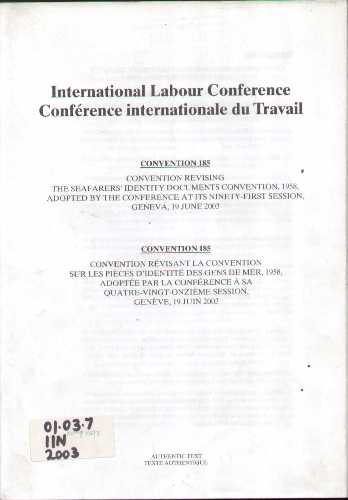 International Labour Conference
Conférence internationale du Travail
CONVENTION 185
CONVENTION REVISING
THE SEAFARERS' IDENTITY DOCUMENTS CONVENTION, 1958,
ADOPTED BY THE CONFERENCE AT ITS NINETY-FIRST SESSION,
GENEVA, 19 JUNE 2003
CONVENTION 185
CONVENTION RÉVISANT LA CONVENTION
SUR LES PIÈCES D'IDENTITÉ DES GENS DE MER, 1958,
ADOPTÉE PAR LA CONFÉRENCE À SA
QUATRE-VINGT-ONZIÈME SESSION,
GENÈVE, 19 JUIN 2003
01.03.7
IIN
2003
AUTHENTIC TEXT
TEXTE AUTHENTIQUE